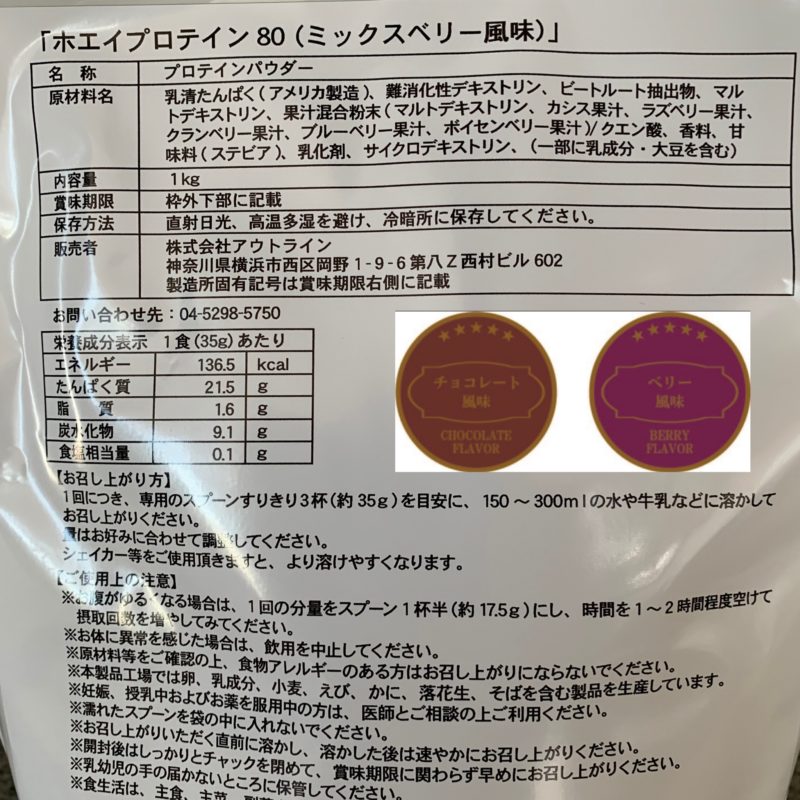 「ホエイプロテイン 80 (ミックスベリー風味)」
名 称 プロテインパウダー
原材料名 乳清たんぱく(アメリカ製造)、難消化性デキストリン、ビートルート抽出物、マル
トデキストリン、果汁混合粉末(マルトデキストリン、カシス果汁、ラズベリー果汁、
クランベリー果汁、ブルーベリー果汁、ボイセンベリー果汁)/クエン酸、香料、甘
味料(ステビア)、乳化剤、サイクロデキストリン、(一部に乳成分・大豆を含む)
内容量 1kg
賞味期限 枠外下部に記載
保存方法 直射日光、高温多湿を避け、冷暗所に保存してください。
販売者 株式会社アウトライン
神奈川県横浜市西区岡野 1-9-6 第八Z西村ビル 602
製造所固有記号は賞味期限右側に記載
お問い合わせ先:04-5298-5750
栄養成分表示 1食(35g)あたり
エネルギー 136.5 kcal
たんぱく質 21.5 g
脂 質 1.6 g
炭水化物 9.1 g
食塩相当量 0.1 g
★★★★★
チョコレート
風味
CHOCOLATE
FLAVOR
★★★★★
ベリー
風味
BERRY
FLAVOR
【お召し上がり方】
1回につき、専用のスプーンすりきり3杯(約35g)を目安に、150〜300mlの水や牛乳などに溶かして
お召し上がりください。
量はお好みに合わせて調整してください。
シェイカー等をご使用頂きますと、より溶けやすくなります。
【ご使用上の注意】
※お腹がゆるくなる場合は、1回の分量をスプーン1杯半(約17.5g)にし、時間を1〜2時間程度空けて
摂取回数を増やしてみてください。
※お体に異常を感じた場合は、飲用を中止してください。
※原材料等をご確認の上、食物アレルギーのある方はお召し上がりにならないでください。
※本製品工場では卵、乳成分、小麦、えび、かに、落花生、そばを含む製品を生産しています。
※妊娠、授乳中およびお薬を服用中の方は、医師とご相談の上ご利用ください。
※濡れたスプーンを袋の中に入れないでください。
※お召し上がりいただく直前に溶かし、溶かした後は速やかにお召し上がりください。
※開封後はしっかりとチャックを閉めて、賞味期限に関わらず早めにお召し上がりください。
※乳幼児の手の届かないところに保管してください。
※食生活は、主食、主菜、副菜